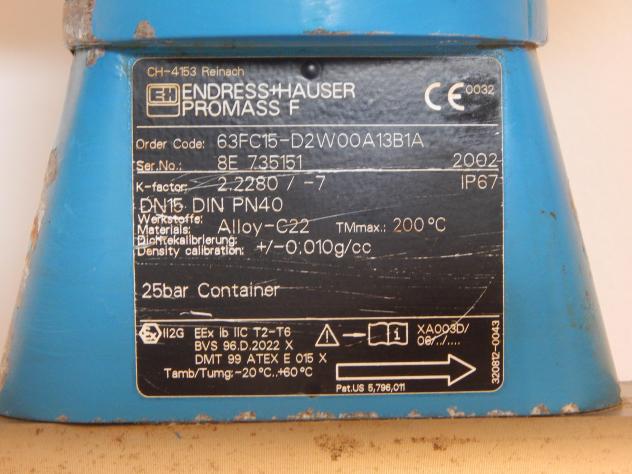 CH-4153 Reinach
EH ENDRESS+HAUSER
PROMASS F
CE 0032
Order Code: 63FC15-D2W00A13B1A
Ser.No.: 8E 735151 2002
K-factor: 2.2280 / -7 IP67
DN15 DIN PN40
Werkstoffe:
Materials: Alloy-C22 TMmax.: 200 °C
Dichtekalibrierung:
Density calibration: +/-0.010g/cc
25bar Container
Ex II2G EEx ib IIC T2-T6
BVS 96.D.2022 X
DMT 99 ATEX E 015 X
Tamb/Tumg: -20°C..+60°C
i XA003D/
06/../....
Pat.US 5,796,011
320812-0043